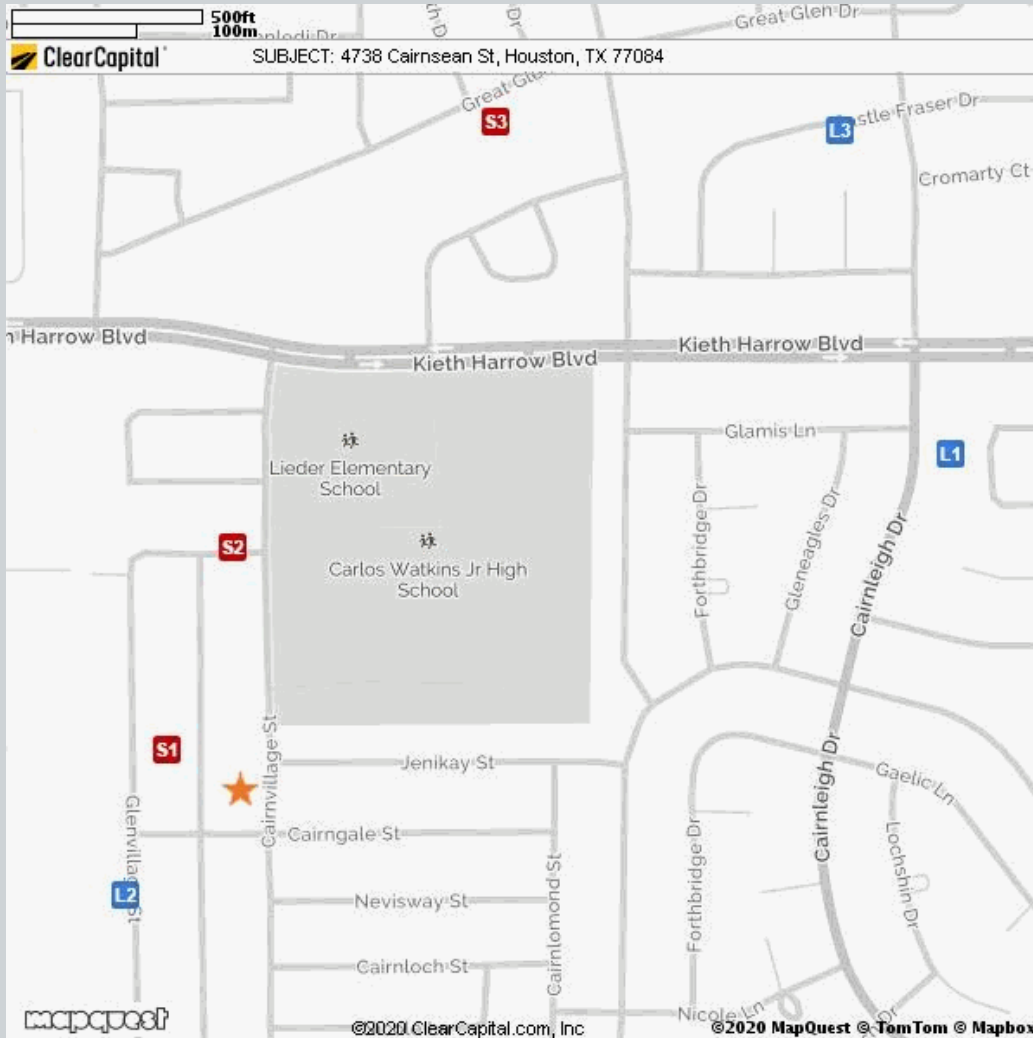 500ft
100m
Great Glen Dr
Dr
ClearCapital
SUBJECT: 4738 Cairnsean St, Houston, TX 77084
S3
L3
Cromarty Ct
Harrow Blvd
Kieth Harrow Blvd
Kieth Harrow Blvd
Glamis Ln
L1
Lieder Elementary
School
Forthbridge Dr
Gleneagles Dr
Cairnleigh Dr
S2
Carlos Watkins Jr High
School
S1
Cairnvillage St
Jenikay St
Cairnleigh Dr
Gaelic Ln
Glenvillage St
Cairngale St
Forthbridge Dr
Lochshin Dr
L2
Nevisway St
Cairnlomond St
Cairnloch St
Nicole Ln
mapquest
©2020 ClearCapital.com, Inc
©2020 MapQuest © TomTom © Mapbox